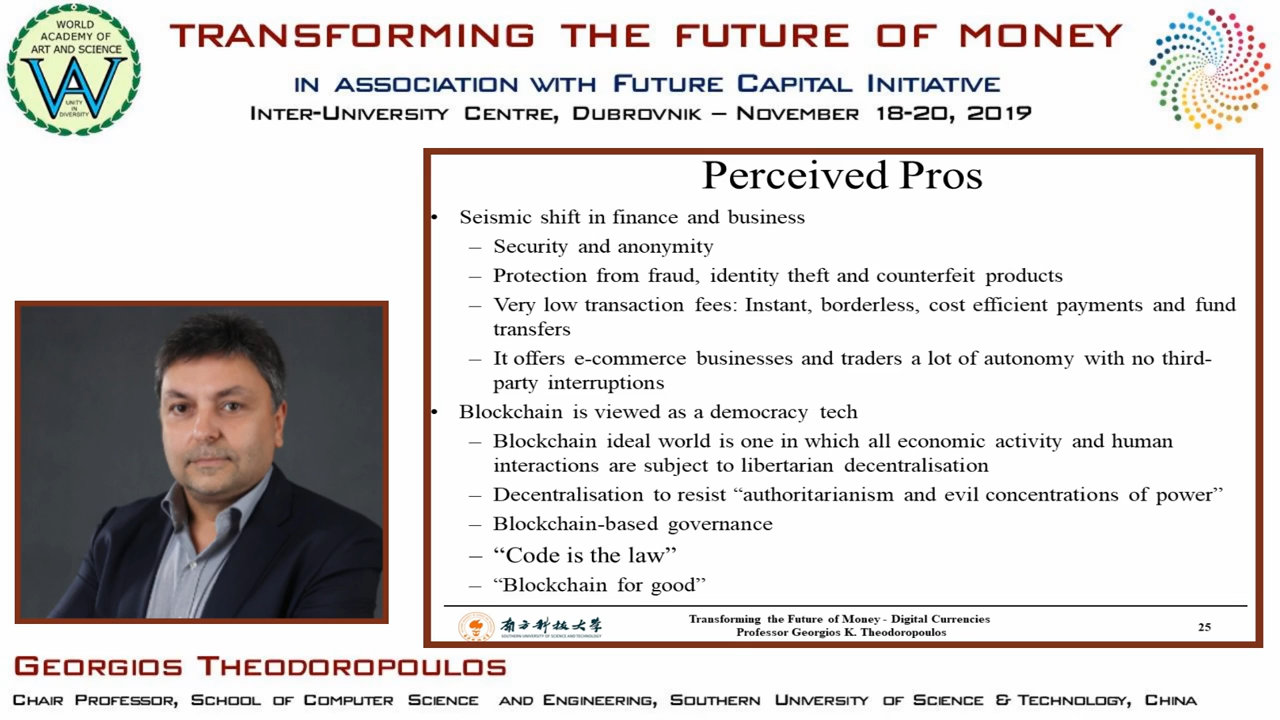 WORLD
ACADEMY OF
ART AND SCIENCE
WA
UNITY
IN
DIVERSITY
TRANSFORMING THE FUTURE OF MONEY
IN ASSOCIATION WITH FUTURE CAPITAL INITIATIVE
INTER-UNIVERSITY CENTRE, DUBROVNIK – NOVEMBER 18-20, 2019
Perceived Pros
• Seismic shift in finance and business
– Security and anonymity
– Protection from fraud, identity theft and counterfeit products
– Very low transaction fees: Instant, borderless, cost efficient payments and fund
transfers
– It offers e-commerce businesses and traders a lot of autonomy with no third-
party interruptions
• Blockchain is viewed as a democracy tech
– Blockchain ideal world is one in which all economic activity and human
interactions are subject to libertarian decentralisation
– Decentralisation to resist “authoritarianism and evil concentrations of power”
– Blockchain-based governance
– “Code is the law”
– “Blockchain for good”
南方科技大学
SOUTHERN UNIVERSITY OF SCIENCE AND TECHNOLOGY
Transforming the Future of Money - Digital Currencies
Professor Georgios K. Theodoropoulos
25
GEORGIOS THEODOROPOULOS
CHAIR PROFESSOR, SCHOOL OF COMPUTER SCIENCE AND ENGINEERING, SOUTHERN UNIVERSITY OF SCIENCE & TECHNOLOGY, CHINA